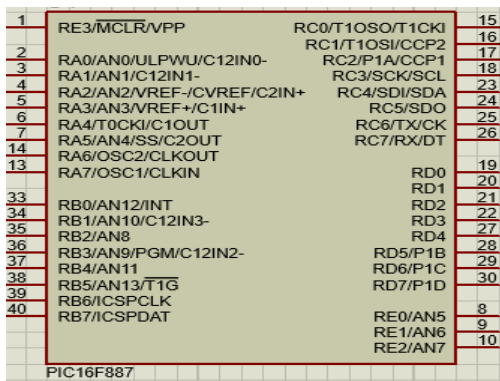 1 RE3/MCLR/VPP RC0/T1OSO/T1CKI 15
RC1/T1OSI/CCP2 16
2 RA0/AN0/ULPWU/C12IN0- RC2/P1A/CCP1 17
3 RA1/AN1/C12IN1- RC3/SCK/SCL 18
4 RA2/AN2/VREF-/CVREF/C2IN+ RC4/SDI/SDA 23
5 RA3/AN3/VREF+/C1IN+ RC5/SDO 24
6 RA4/T0CKI/C1OUT RC6/TX/CK 25
7 RA5/AN4/SS/C2OUT RC7/RX/DT 26
14 RA6/OSC2/CLKOUT
13 RA7/OSC1/CLKIN RD0 19
RD1 20
33 RB0/AN12/INT RD2 21
34 RB1/AN10/C12IN3- RD3 22
35 RB2/AN8 RD4 27
36 RB3/AN9/PGM/C12IN2- RD5/P1B 28
37 RB4/AN11 RD6/P1C 29
38 RB5/AN13/T1G RD7/P1D 30
39 RB6/ICSPCLK
40 RB7/ICSPDAT RE0/AN5 8
RE1/AN6 9
RE2/AN7 10
PIC16F887